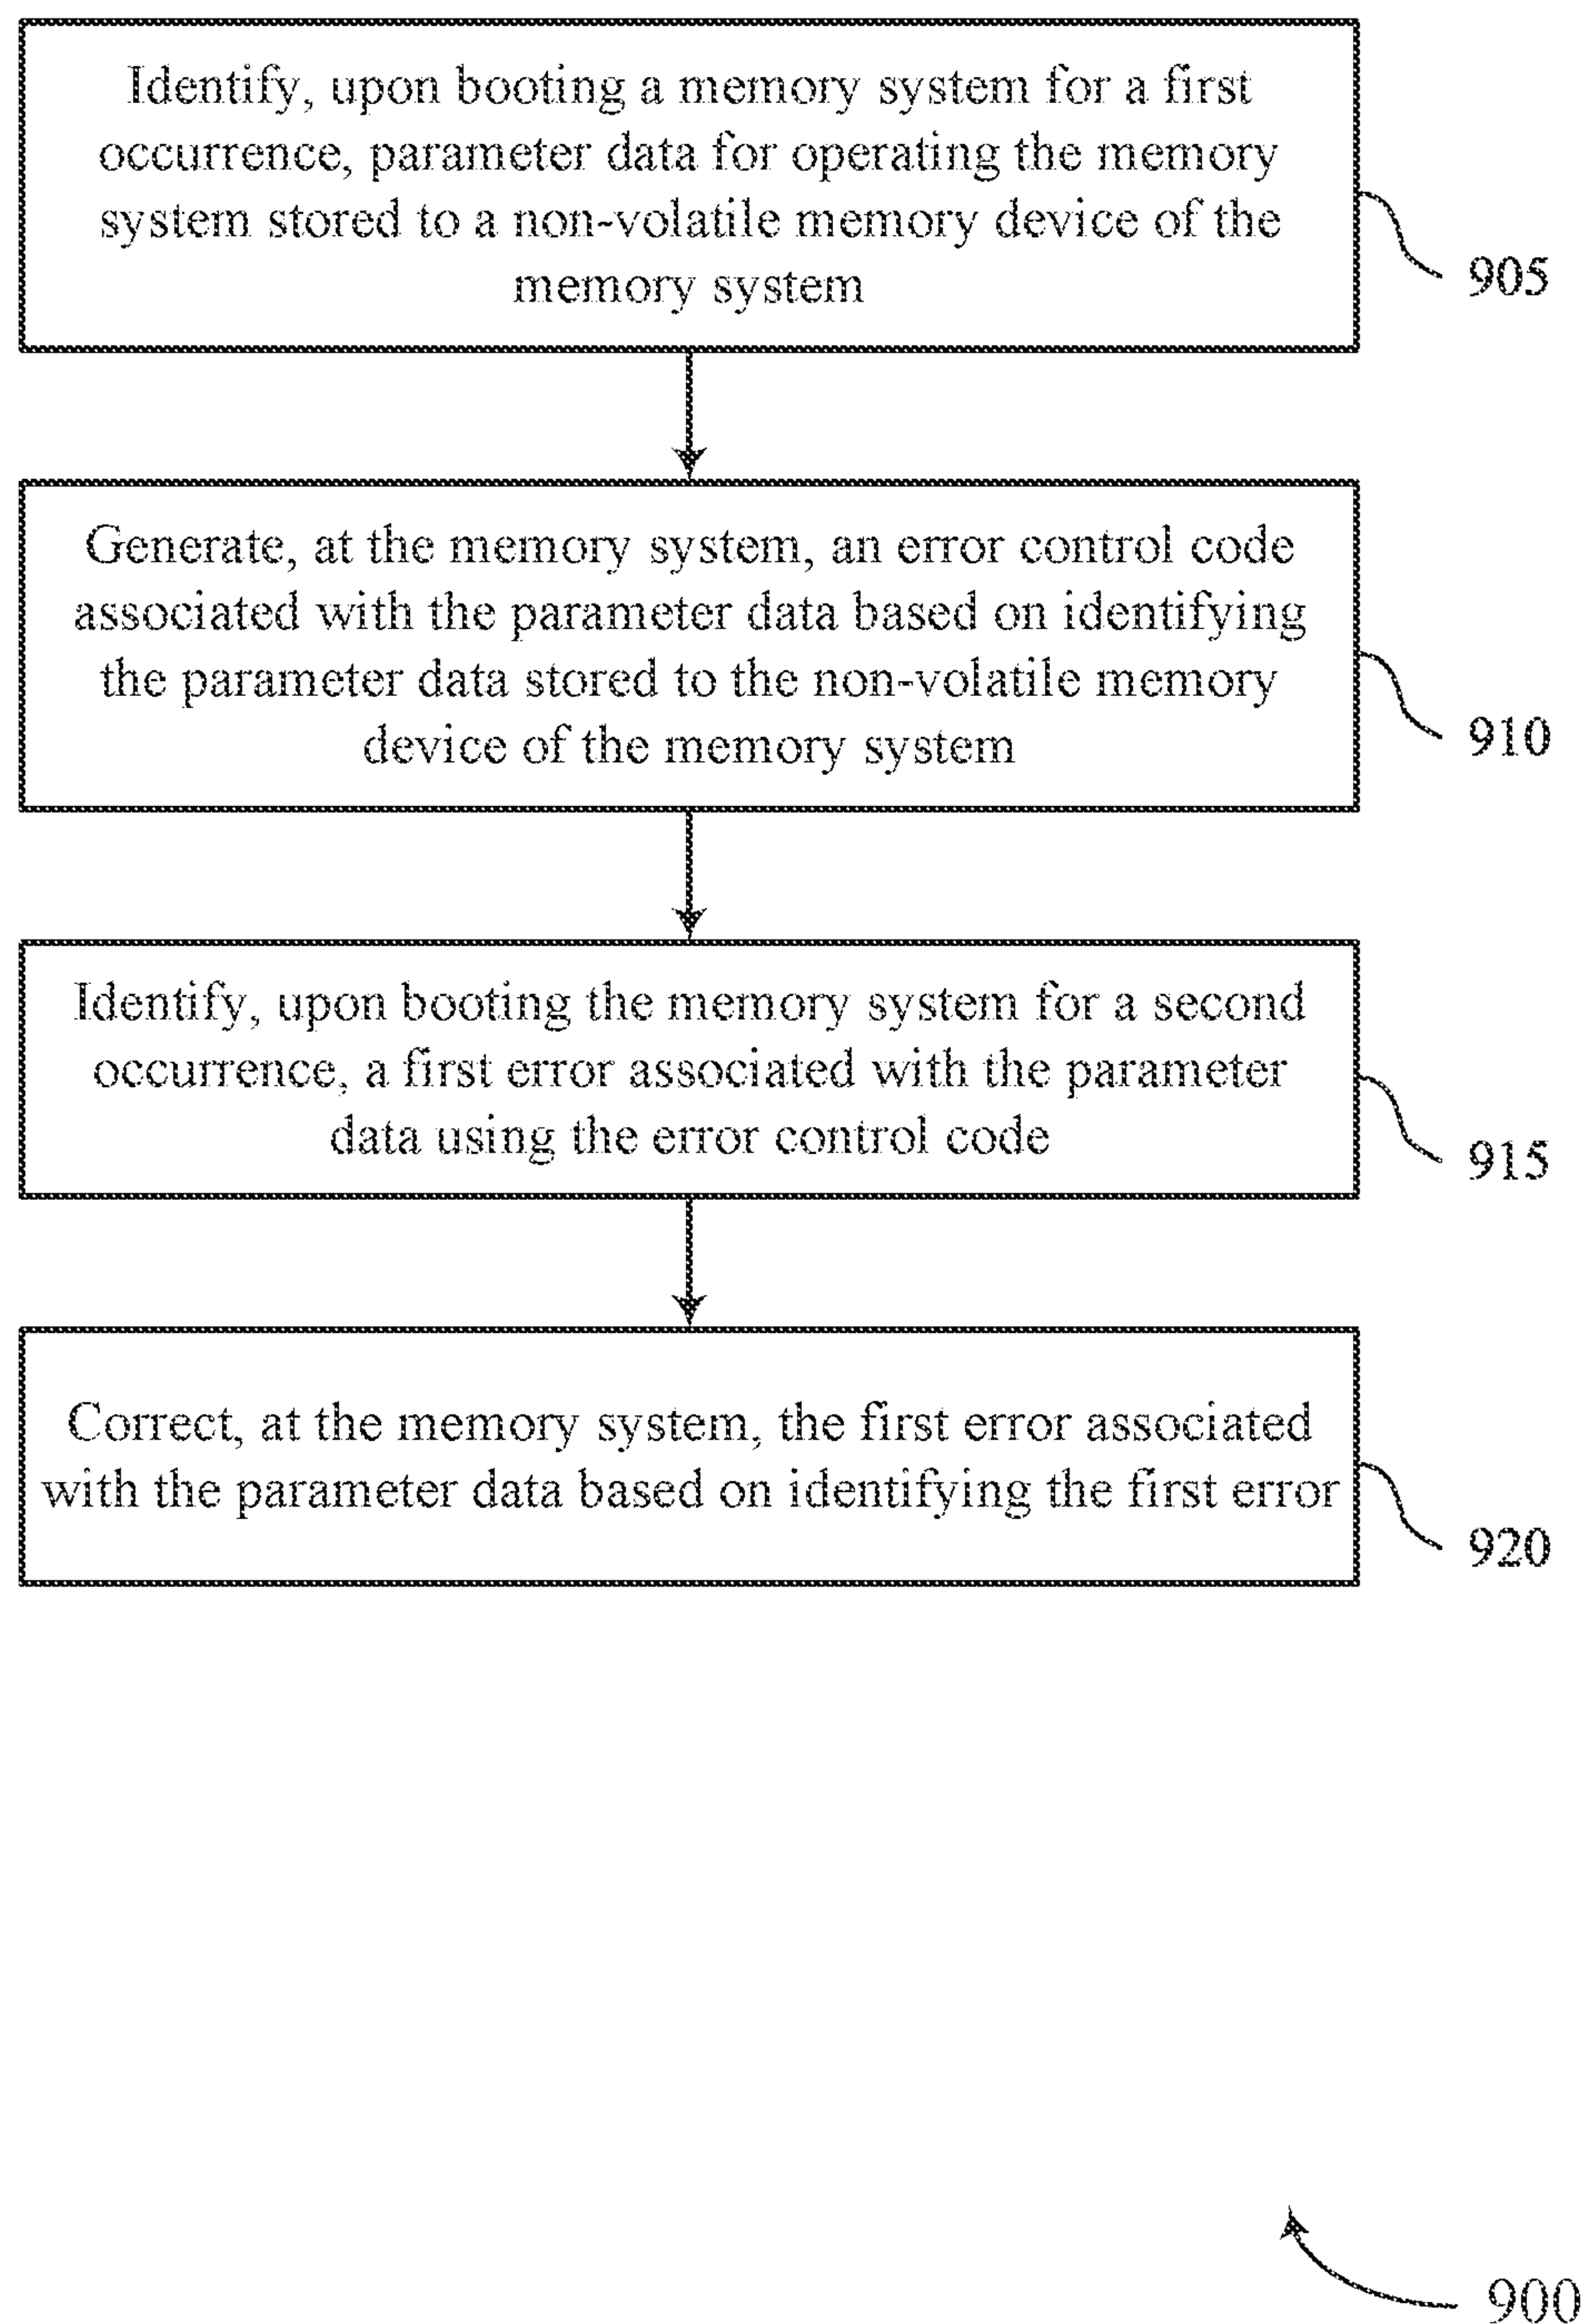 Identify, upon booting a memory system for a first
occurrence, parameter data for operating the memory
system stored to a non-volatile memory device of the
memory system
905
Generate, at the memory system, an error control code
associated with the parameter data based on identifying
the parameter data stored to the non-volatile memory
device of the memory system
910
Identify, upon booting the memory system for a second
occurrence, a first error associated with the parameter
data using the error control code
915
Correct, at the memory system, the first error associated
with the parameter data based on identifying the first error
920
900